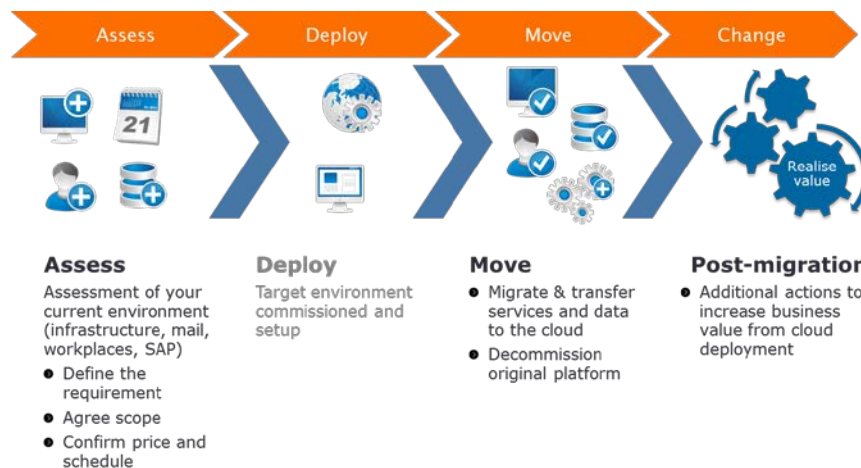 Assess
Deploy
Move
Change
21
Realise
value
Assess
Assessment of your
current environment
(infrastructure, mail,
workplaces, SAP)
Define the
requirement
Agree scope
Confirm price and
schedule
Deploy
Target environment
commissioned and
setup
Move
Migrate & transfer
services and data
to the cloud
Decommission
original platform
Post-migration
Additional actions to
increase business
value from cloud
deployment